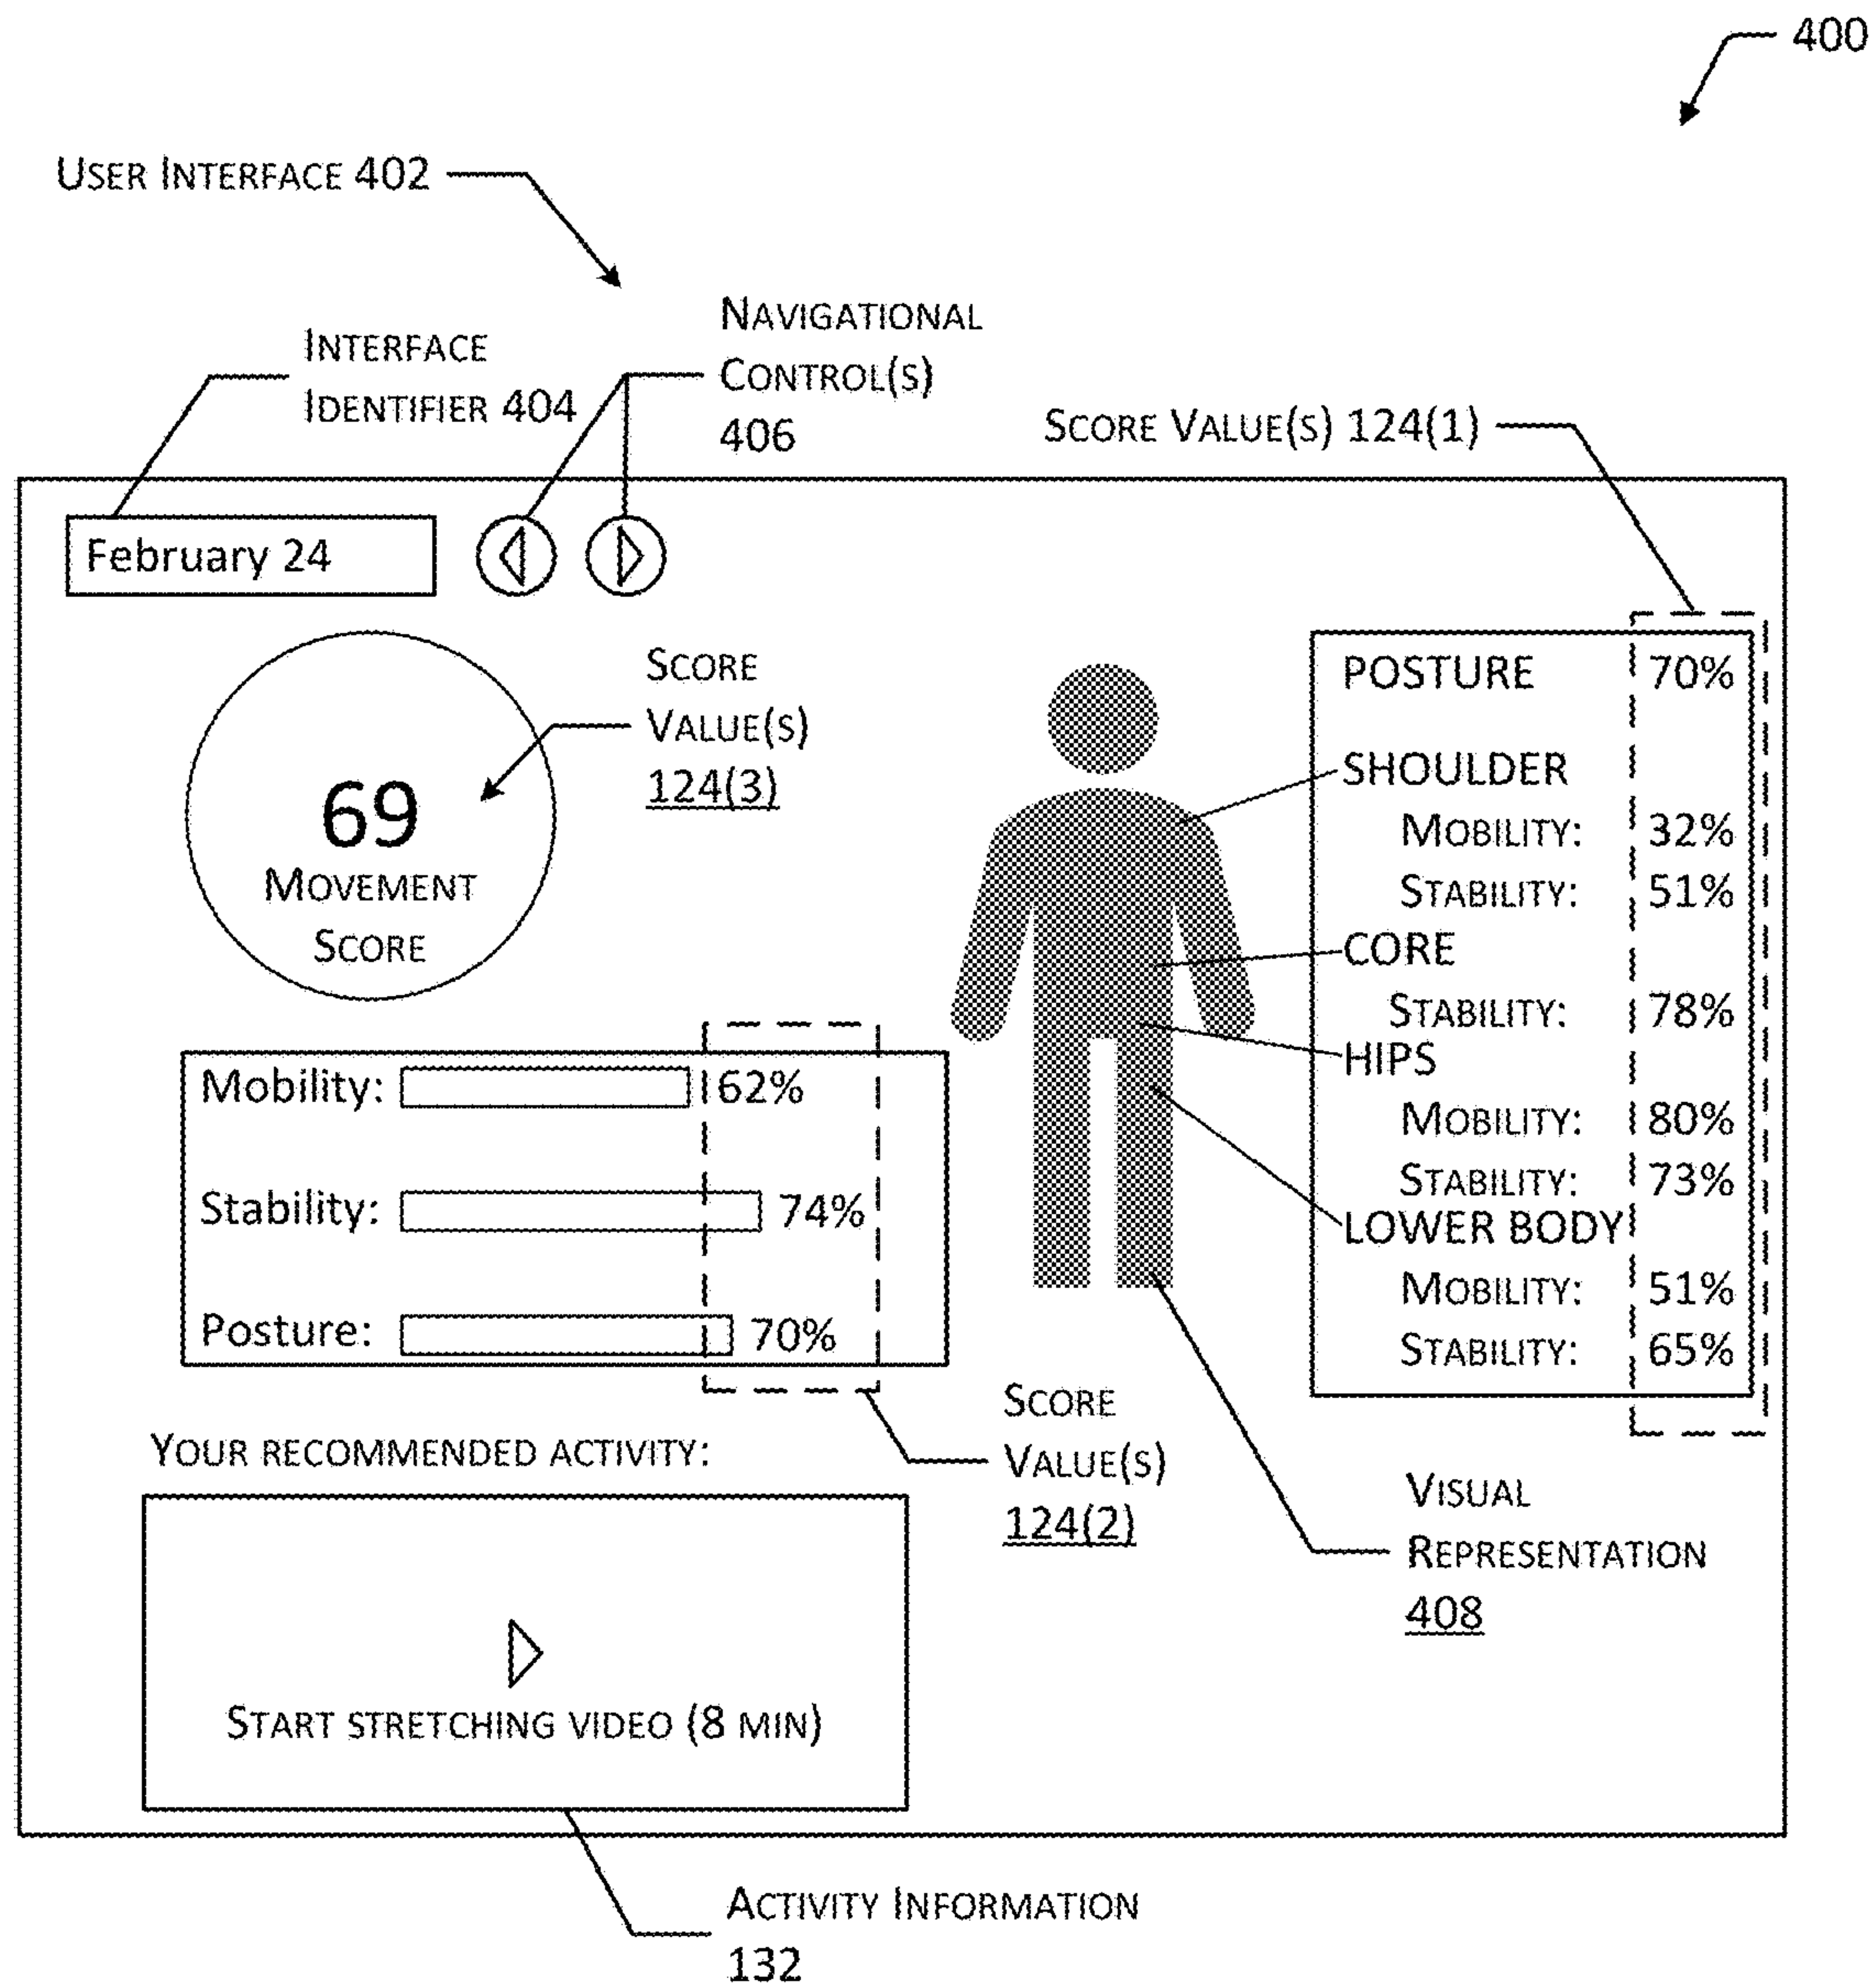 400
USER INTERFACE 402
NAVIGATIONAL
CONTROL(S)
406
INTERFACE
IDENTIFIER 404
SCORE VALUE(S) 124(1)
February 24
SCORE
VALUE(S)
124(3)
69
MOVEMENT
SCORE
POSTURE 70%
SHOULDER
MOBILITY: 32%
STABILITY: 51%
CORE
STABILITY: 78%
HIPS
MOBILITY: 80%
STABILITY: 73%
LOWER BODY
MOBILITY: 51%
STABILITY: 65%
Mobility: 62%
Stability: 74%
Posture: 70%
SCORE
VALUE(S)
124(2)
YOUR RECOMMENDED ACTIVITY:
VISUAL
REPRESENTATION
408
START STRETCHING VIDEO (8 MIN)
ACTIVITY INFORMATION
132